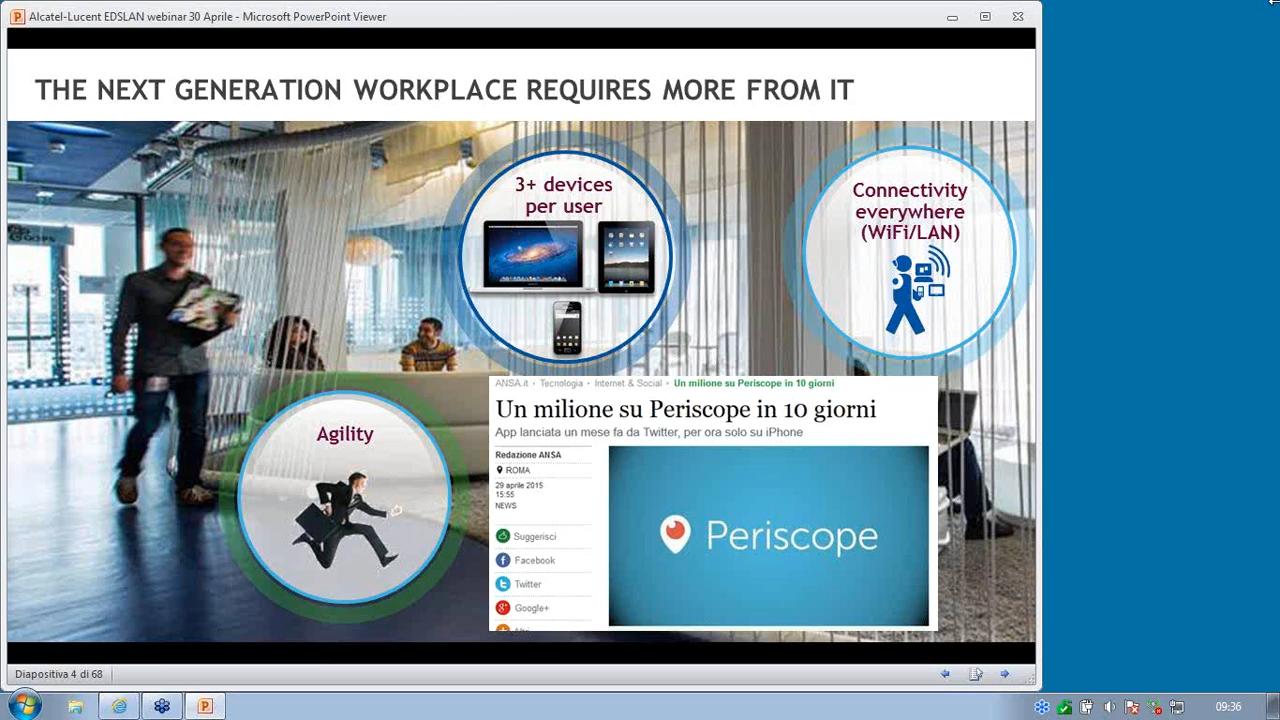 Alcatel-Lucent EDSLAN webinar 30 Aprile - Microsoft PowerPoint Viewer
THE NEXT GENERATION WORKPLACE REQUIRES MORE FROM IT
3+ devices
per user
Connectivity
everywhere
(WiFi/LAN)
Agility
ANSA.it › Tecnologia › Internet & Social › Un milione su Periscope in 10 giorni
Un milione su Periscope in 10 giorni
App lanciata un mese fa da Twitter, per ora solo su iPhone
Redazione ANSA
ROMA
29 aprile 2015
15:55
NEWS
Suggerisci
Facebook
Twitter
Google+
Periscope
Diapositiva 4 di 68
09:36